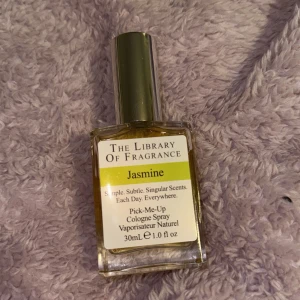 The Library
Of Fragrance
Jasmine
Simple. Subtle. Singular Scents.
Each Day. Everywhere.
Pick-Me-Up
Cologne Spray
Vaporisateur Naturel
30mL ℮ 1.0 fl oz